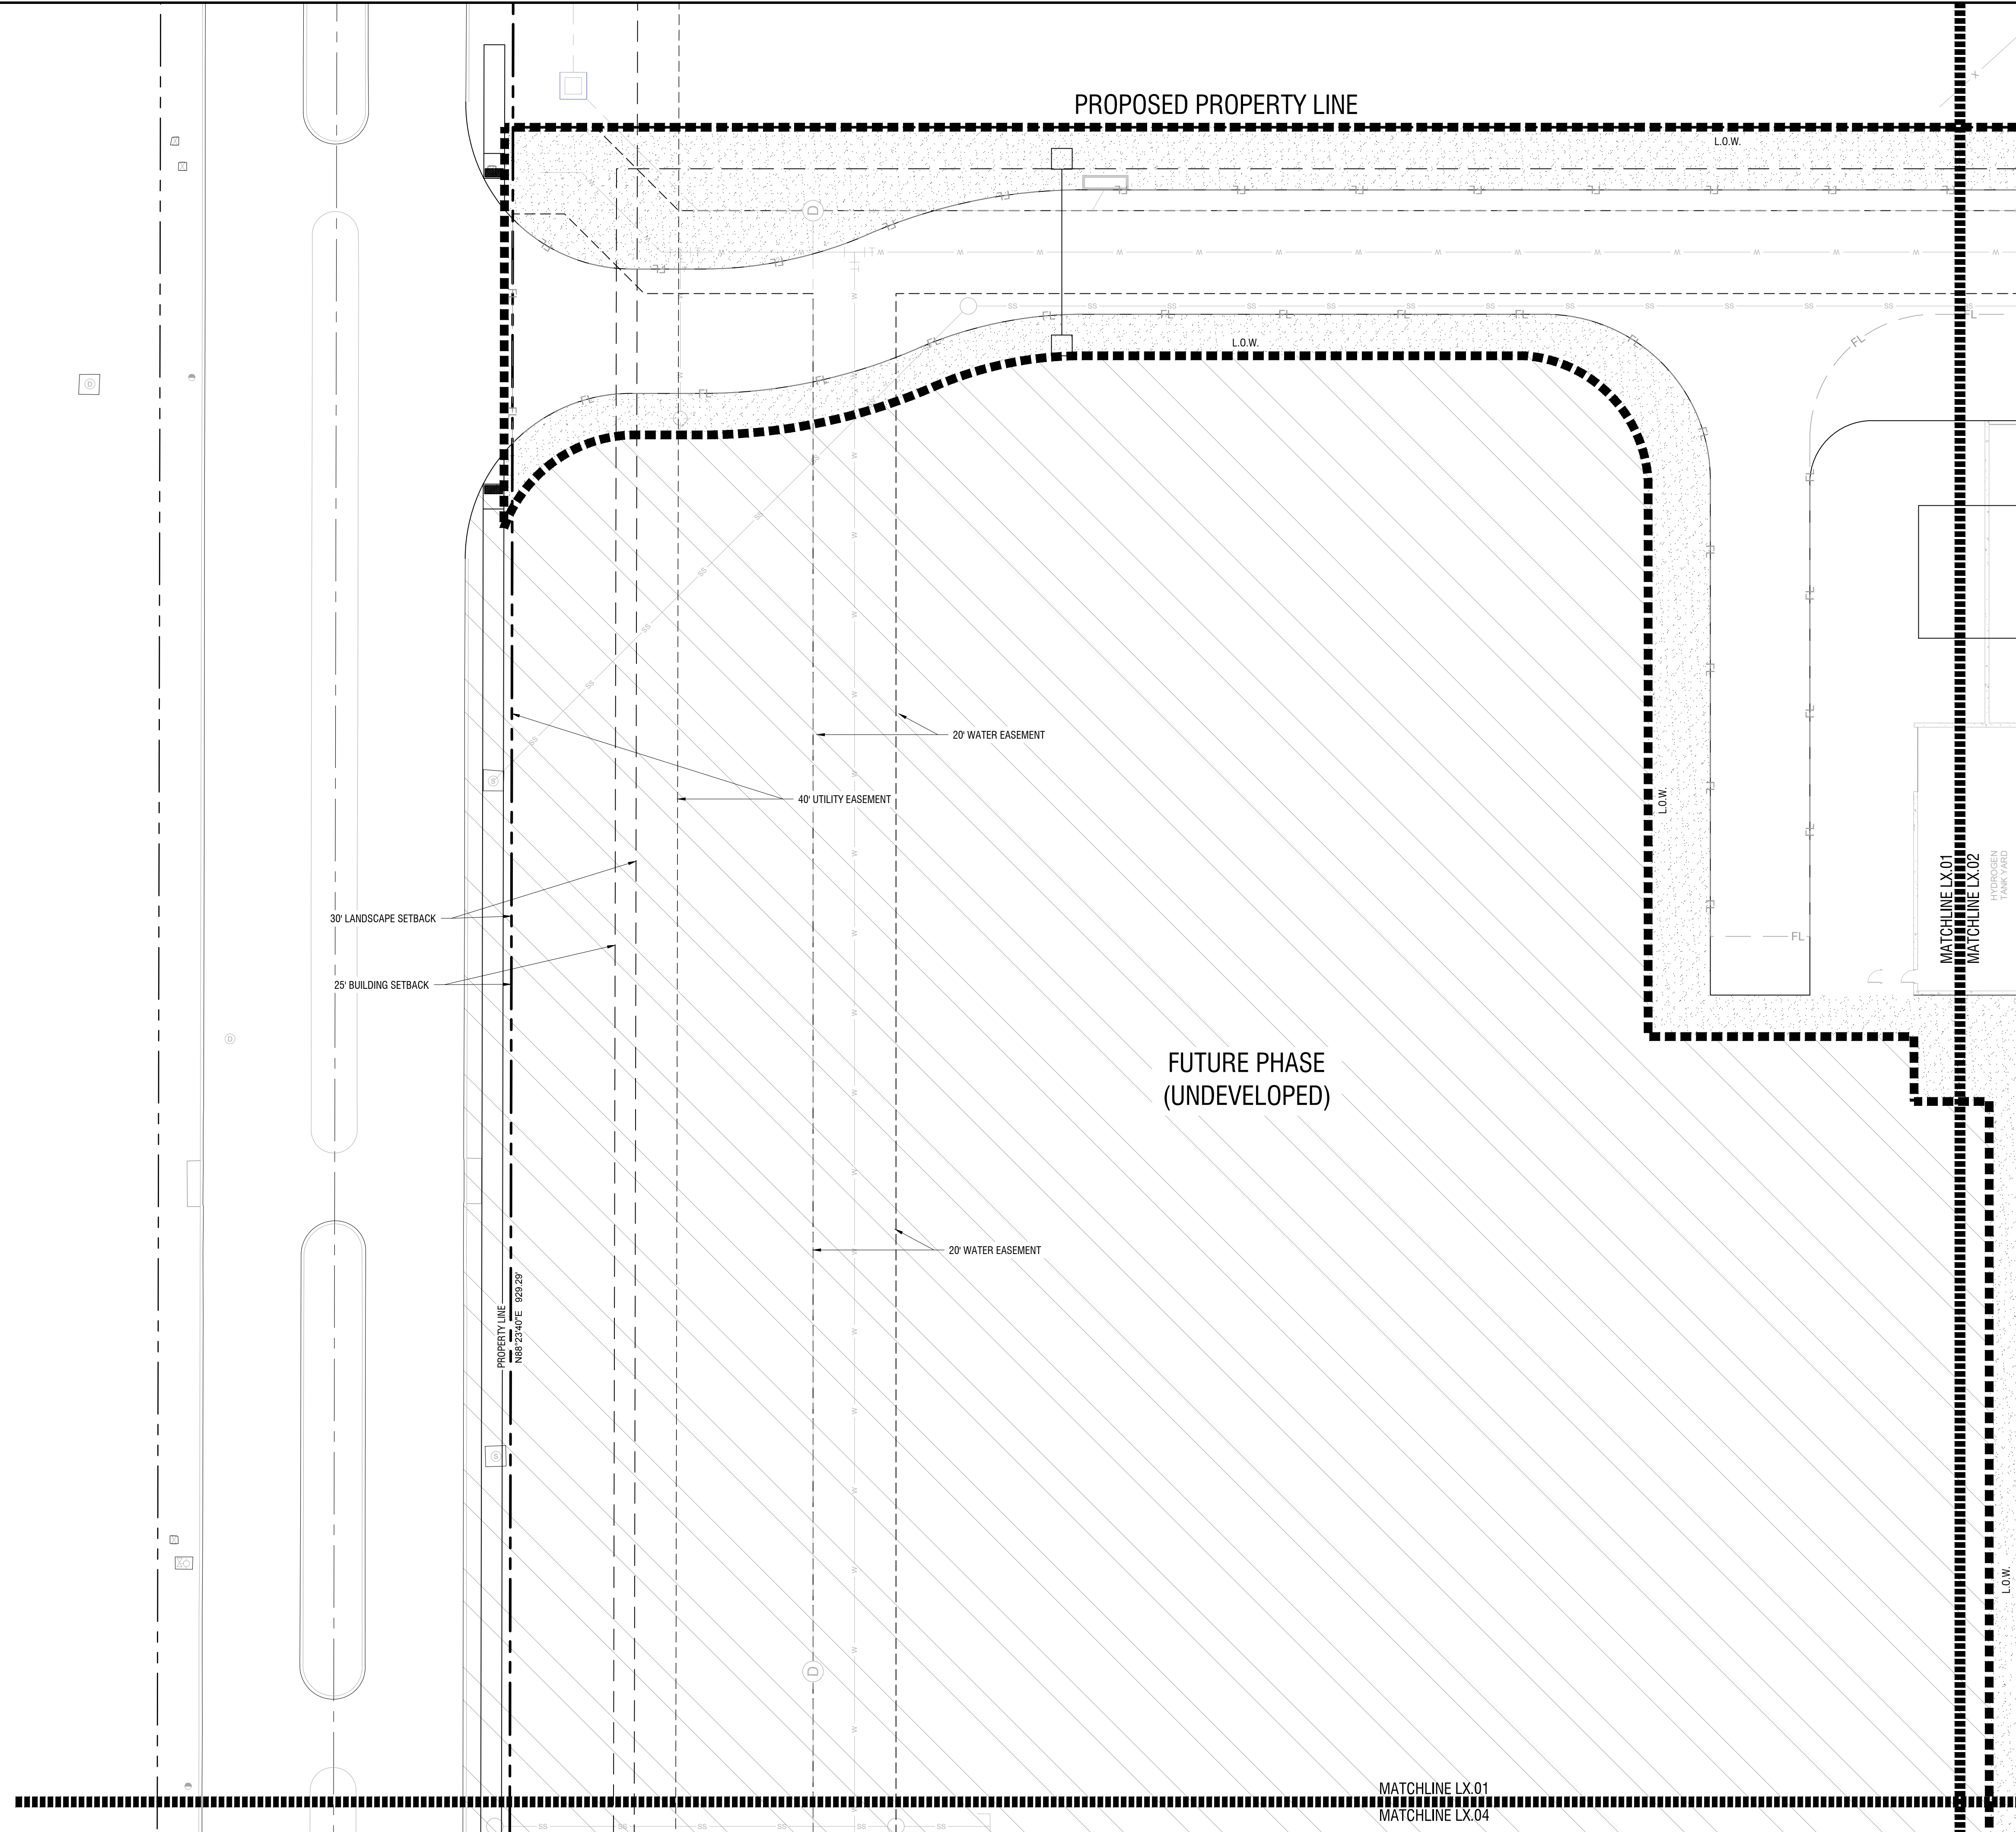 PROPOSED PROPERTY LINE
L.O.W.
L.O.W.
20' WATER EASEMENT
40' UTILITY EASEMENT
L.O.W.
MATCHLINE LX.01
MATCHLINE LX.02
HYDROGEN
TANK YARD
30' LANDSCAPE SETBACK
25' BUILDING SETBACK
FUTURE PHASE
(UNDEVELOPED)
20' WATER EASEMENT
PROPERTY LINE
N88°23'40"E 929.29'
L.O.W.
MATCHLINE LX.01
MATCHLINE LX.04